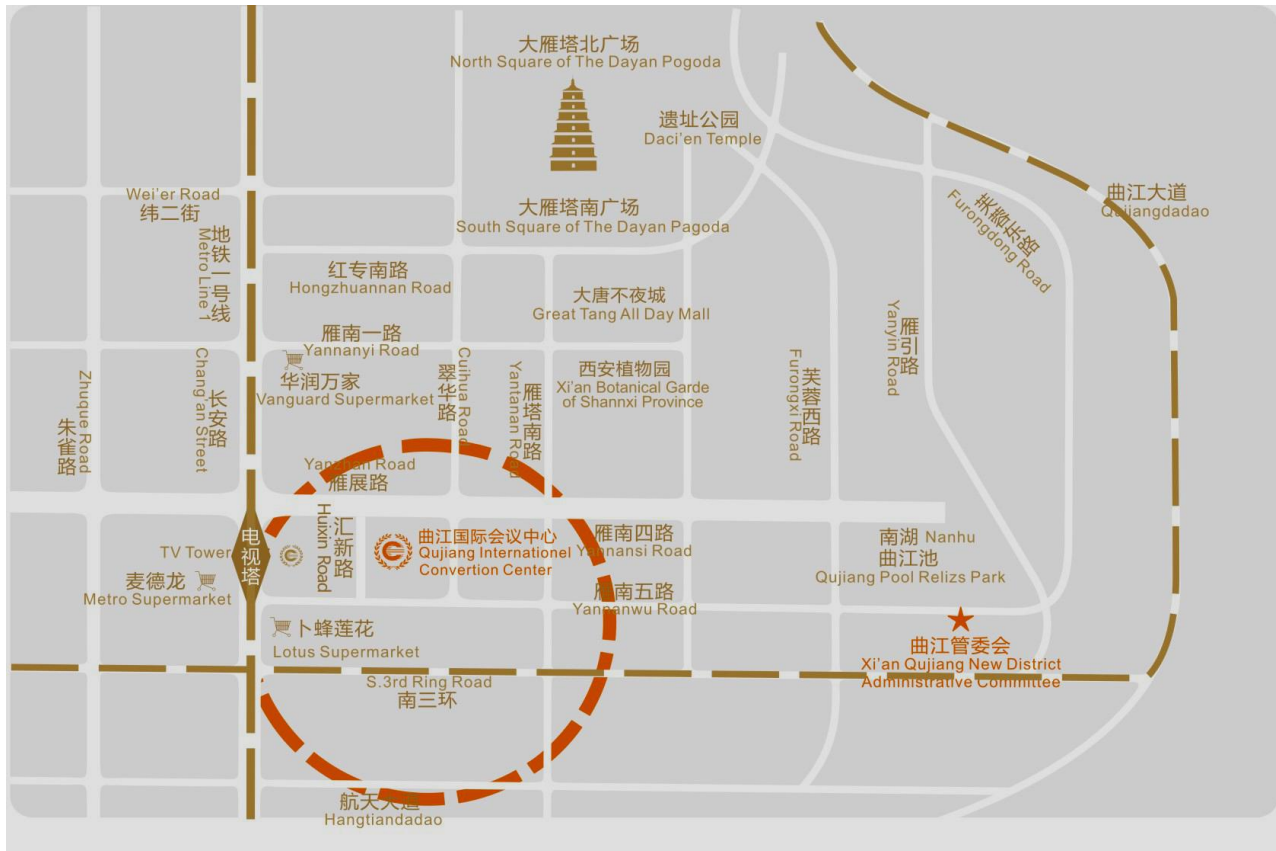 大雁塔北广场
North Square of The Dayan Pogoda
遗址公园
Daci'en Temple
Wei'er Road
纬二街
曲江大道
Qujiangdadao
芙蓉东路
Furongdong Road
大雁塔南广场
South Square of The Dayan Pagoda
地铁一号线
Metro Line 1
红专南路
Hongzhuannan Road
大唐不夜城
Great Tang All Day Mall
雁南一路
Yannanyi Road
雁引路
Yanyin Road
华润万家
Vanguard Supermarket
西安植物园
Xi'an Botanical Garde
of Shannxi Province
朱雀路
Zhuque Road
长安路
Chang'an Street
翠华路
Cuihua Road
雁塔南路
Yantanan Road
芙蓉西路
Furongxi Road
Yanzhan Road
雁展路
汇新路
Huixin Road
电视塔
TV Tower
曲江国际会议中心
Qujiang Internationel
Convertion Center
雁南四路
Yannansi Road
南湖 Nanhu
曲江池
Qujiang Pool Relizs Park
麦德龙
Metro Supermarket
雁南五路
Yannanwu Road
卜蜂莲花
Lotus Supermarket
曲江管委会
Xi'an Qujiang New District
Administrative Committee
S.3rd Ring Road
南三环
航天大道
Hangtiandadao